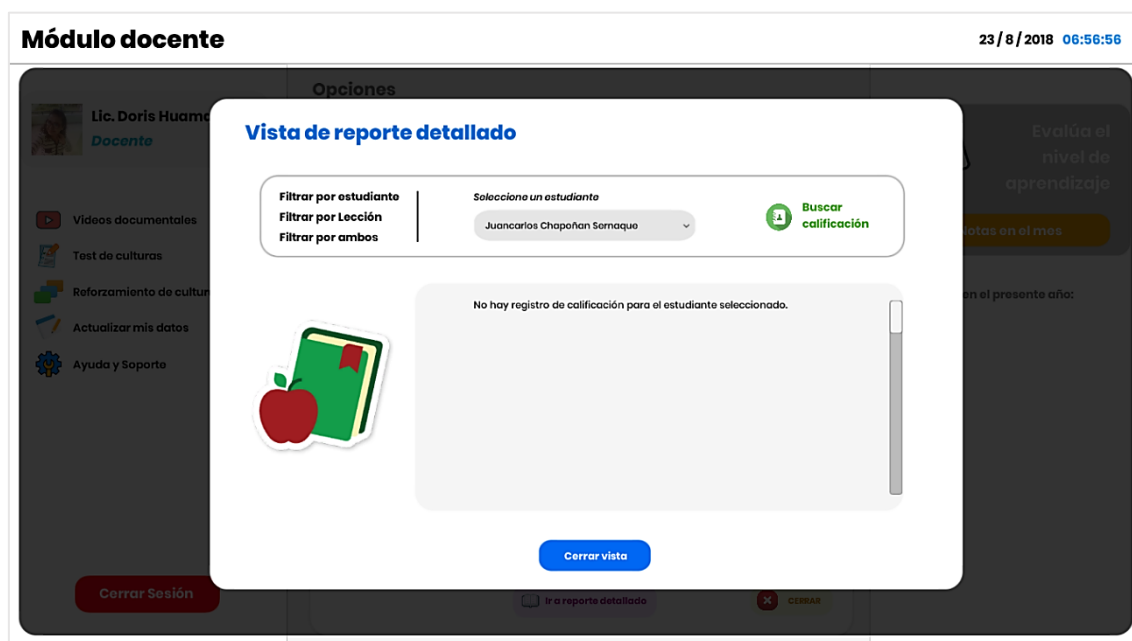 Módulo docente
23/8/2018 06:56:56
Opciones
Lic. Doris
Docente
Videos documentales
Test de culturas
Reforzamiento de
Actualizar mis datos
Ayuda y Soporte
Cerrar Sesión
Vista de reporte detallado
Filtrar por estudiante
Filtrar por Lección
Filtrar por ambos
Seleccione un estudiante
Juancarlos Chapoñan Sernaque
Buscar
calificación
No hay registro de calificación para el estudiante seleccionado.
Cerrar vista
Ir a reporte detallado
CERRAR
Evalúa el
nivel de
aprendizaje
en el mes
en el presente año: